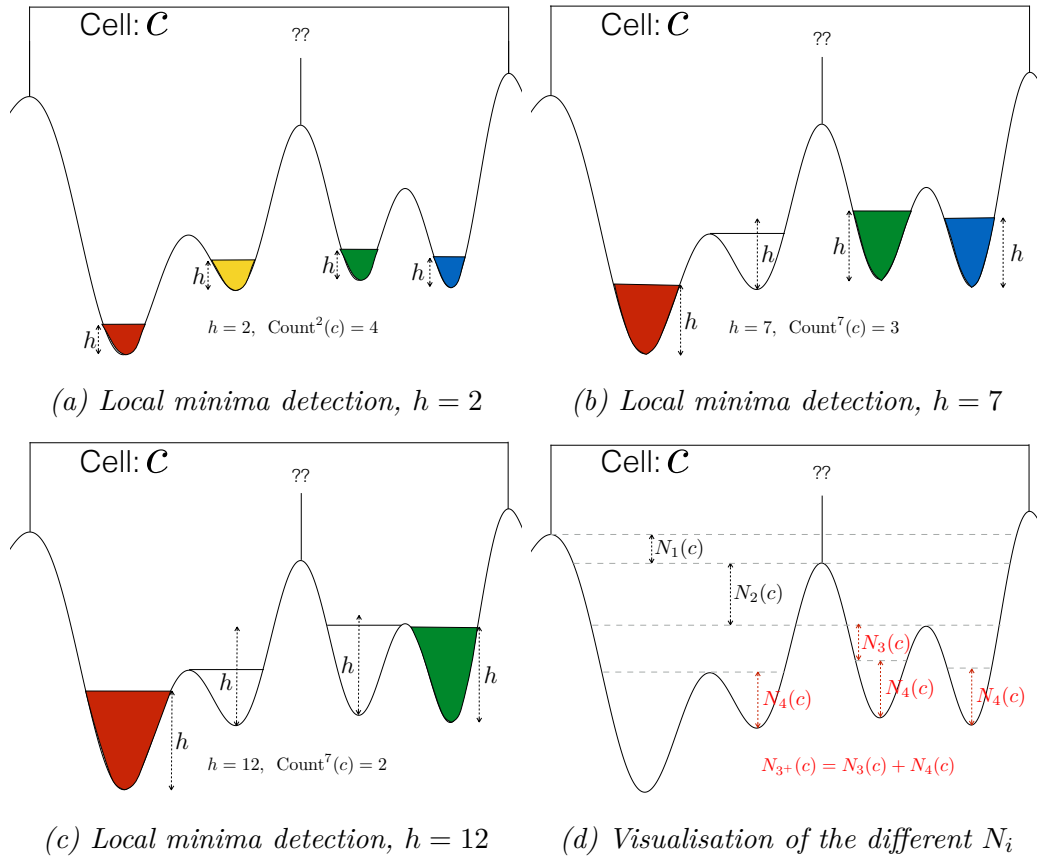 Cell: c
??
h
h
h
h
h = 2, Count²(c) = 4
(a) Local minima detection, h = 2
Cell: c
??
h
h
h
h
h = 7, Count⁷(c) = 3
(b) Local minima detection, h = 7
Cell: c
??
h
h
h
h
h = 12, Count⁷(c) = 2
(c) Local minima detection, h = 12
Cell: c
??
N₁(c)
N₂(c)
N₃(c)
N₄(c)
N₄(c)
N₄(c)
N₃₊(c) = N₃(c) + N₄(c)
(d) Visualisation of the different Nᵢ